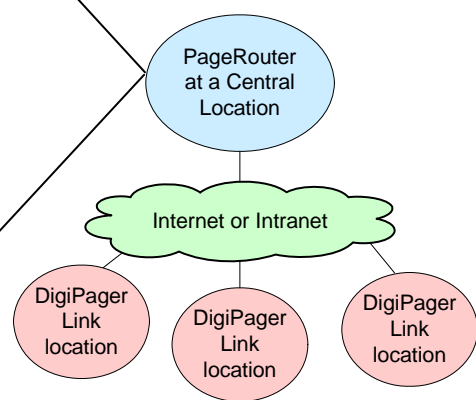 PageRouter
at a Central
Location
Internet or Intranet
DigiPager
Link
location
DigiPager
Link
location
DigiPager
Link
location